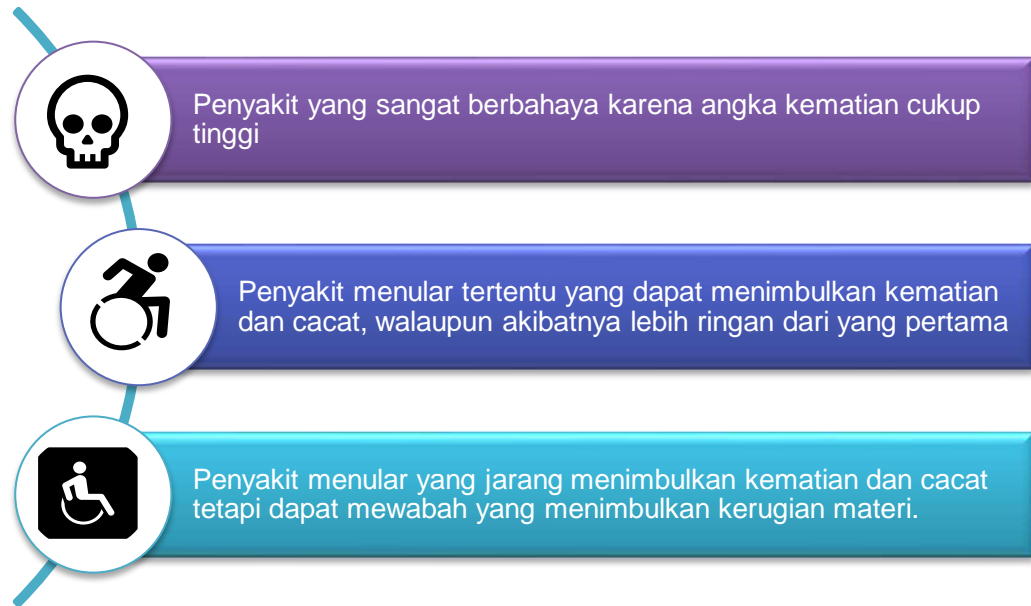 Penyakit yang sangat berbahaya karena angka kematian cukup
tinggi
Penyakit menular tertentu yang dapat menimbulkan kematian
dan cacat, walaupun akibatnya lebih ringan dari yang pertama
Penyakit menular yang jarang menimbulkan kematian dan cacat
tetapi dapat mewabah yang menimbulkan kerugian materi.